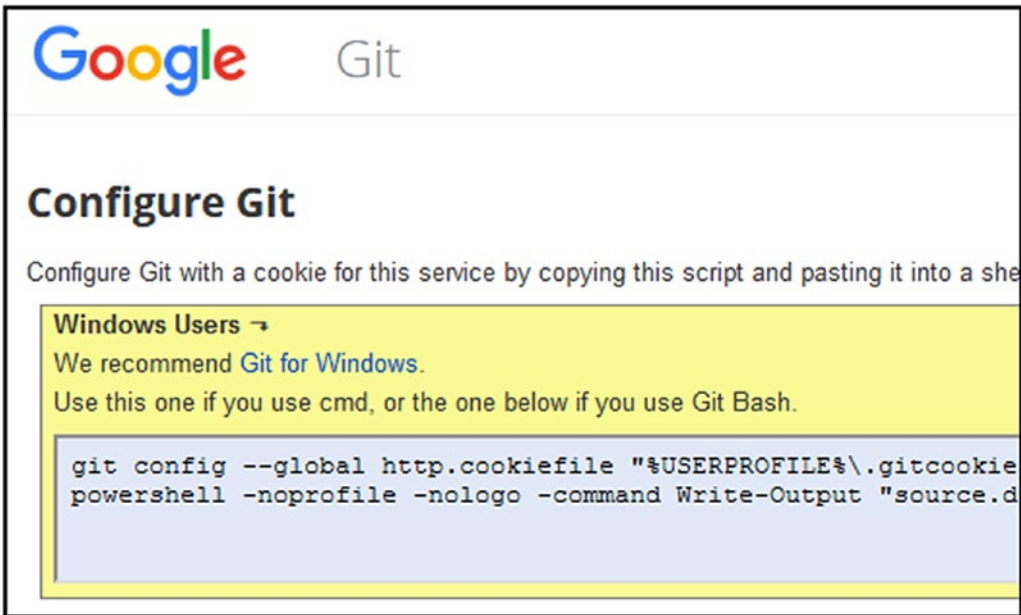 Google Git
Configure Git
Configure Git with a cookie for this service by copying this script and pasting it into a she
Windows Users ¬
We recommend Git for Windows.
Use this one if you use cmd, or the one below if you use Git Bash.
git config --global http.cookiefile "%USERPROFILE%\.gitcookie
powershell -noprofile -nologo -command Write-Output "source.d